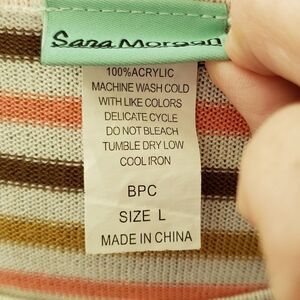 Sara Morgan
100%ACRYLIC
MACHINE WASH COLD
WITH LIKE COLORS
DELICATE CYCLE
DO NOT BLEACH
TUMBLE DRY LOW
COOL IRON
BPC
SIZE L
MADE IN CHINA